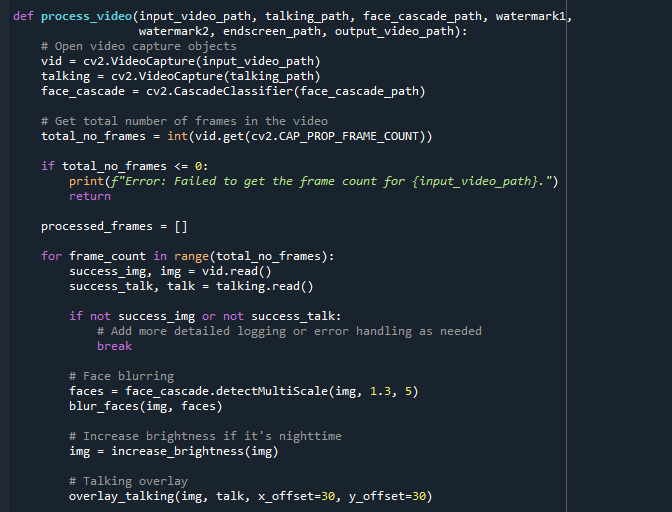 def process_video(input_video_path, talking_path, face_cascade_path, watermark1,
                  watermark2, endscreen_path, output_video_path):
    # Open video capture objects
    vid = cv2.VideoCapture(input_video_path)
    talking = cv2.VideoCapture(talking_path)
    face_cascade = cv2.CascadeClassifier(face_cascade_path)

    # Get total number of frames in the video
    total_no_frames = int(vid.get(cv2.CAP_PROP_FRAME_COUNT))

    if total_no_frames <= 0:
        print(f"Error: Failed to get the frame count for {input_video_path}.")
        return

    processed_frames = []

    for frame_count in range(total_no_frames):
        success_img, img = vid.read()
        success_talk, talk = talking.read()

        if not success_img or not success_talk:
            # Add more detailed logging or error handling as needed
            break

        # Face blurring
        faces = face_cascade.detectMultiScale(img, 1.3, 5)
        blur_faces(img, faces)

        # Increase brightness if it's nighttime
        img = increase_brightness(img)

        # Talking overlay
        overlay_talking(img, talk, x_offset=30, y_offset=30)